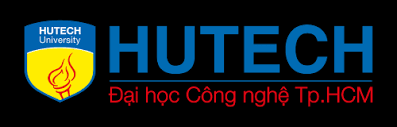 HUTECH
University
HUTECH
Đại học Công nghệ Tp.HCM